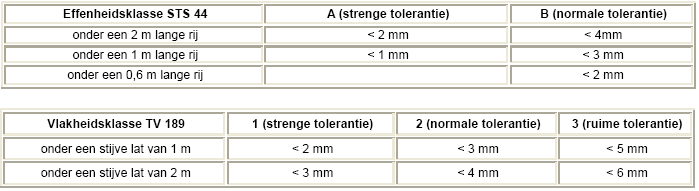 Effenheidsklasse STS 44 A (strenge tolerantie) B (normale tolerantie)
onder een 2 m lange rij < 2 mm < 4mm
onder een 1 m lange rij < 1 mm < 3 mm
onder een 0,6 m lange rij < 2 mm
Vlakheidsklasse TV 189 1 (strenge tolerantie) 2 (normale tolerantie) 3 (ruime tolerantie)
onder een stijve lat van 1 m < 2 mm < 3 mm < 5 mm
onder een stijve lat van 2 m < 3 mm < 4 mm < 6 mm